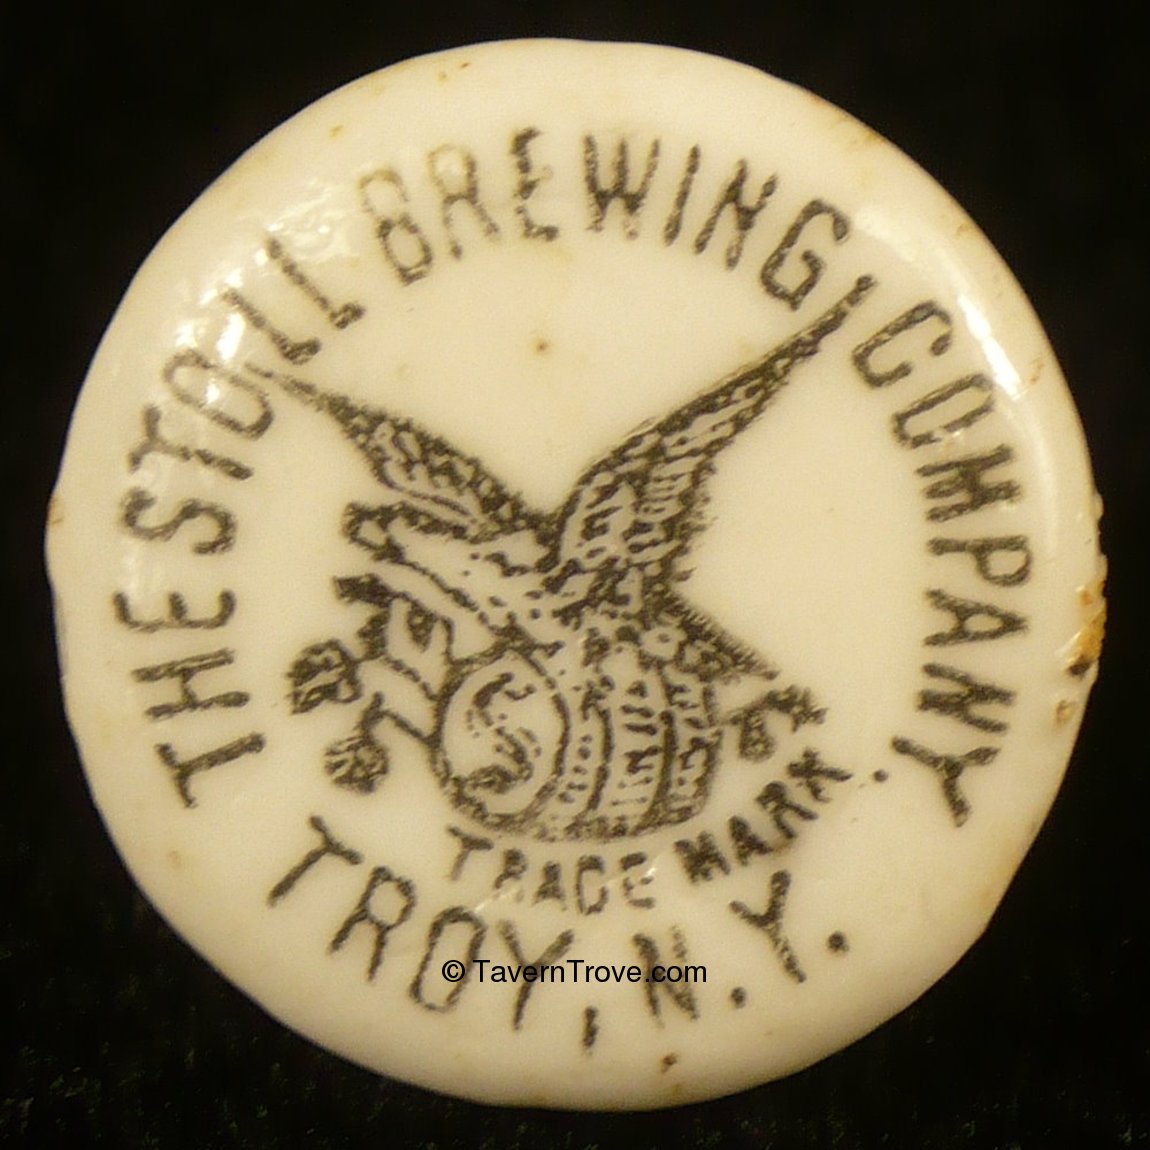 THE STOLL BREWING COMPANY
S
TRADE MARK
TROY, N.Y.
© TavernTrove.com